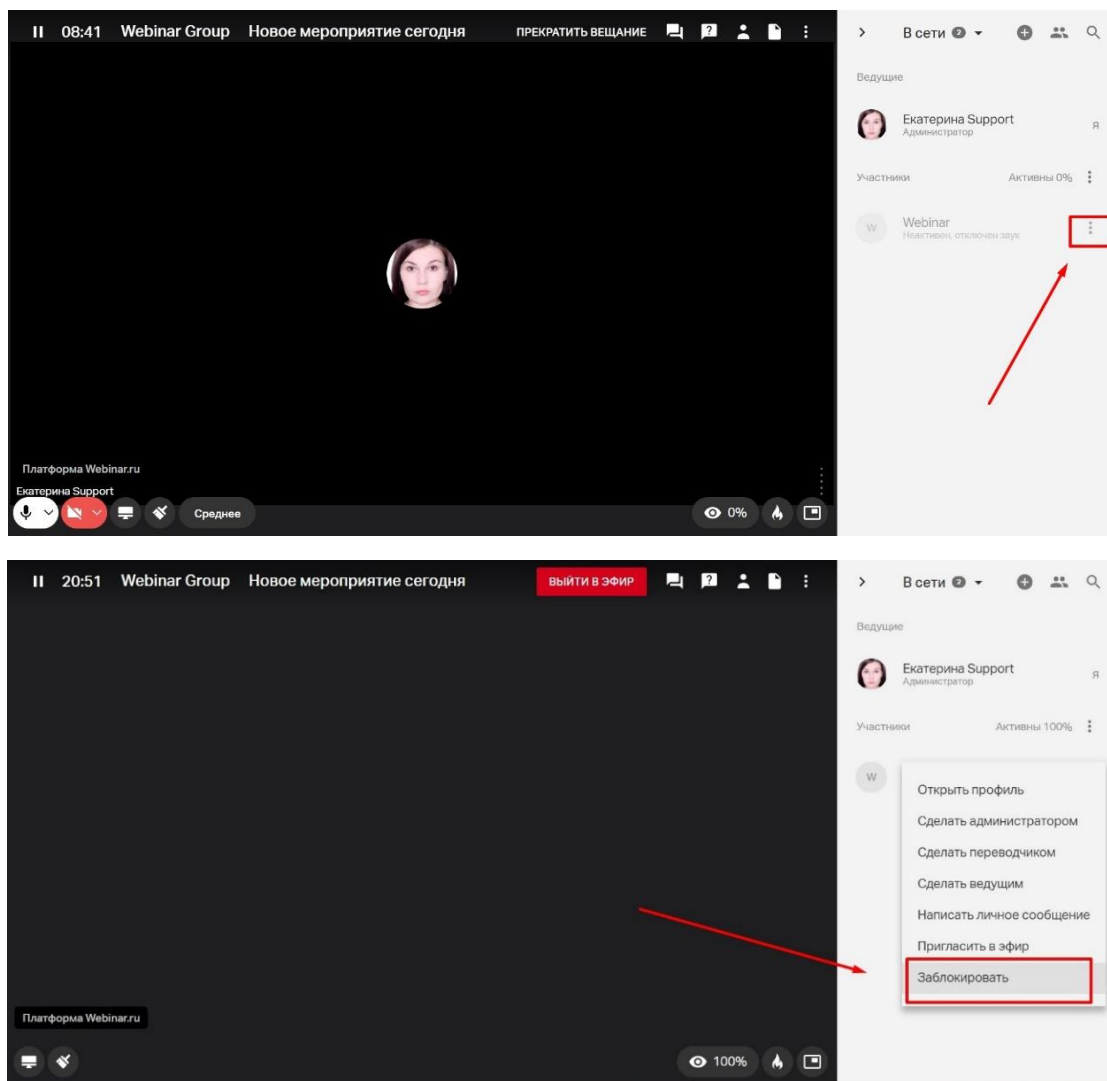 08:41 Webinar Group Новое мероприятие сегодня ПРЕКРАТИТЬ ВЕЩАНИЕ ?
В сети 2
Ведущие
Екатерина Support
Администратор
Я
Участники Активны 0%
W
Webinar
Неактивен, отключен звук
Платформа Webinar.ru
Екатерина Support
Среднее
0%
20:51 Webinar Group Новое мероприятие сегодня ВЫЙТИ В ЭФИР ?
В сети 2
Ведущие
Екатерина Support
Администратор
Я
Участники Активны 100%
W
Открыть профиль
Сделать администратором
Сделать переводчиком
Сделать ведущим
Написать личное сообщение
Пригласить в эфир
Заблокировать
Платформа Webinar.ru
100%